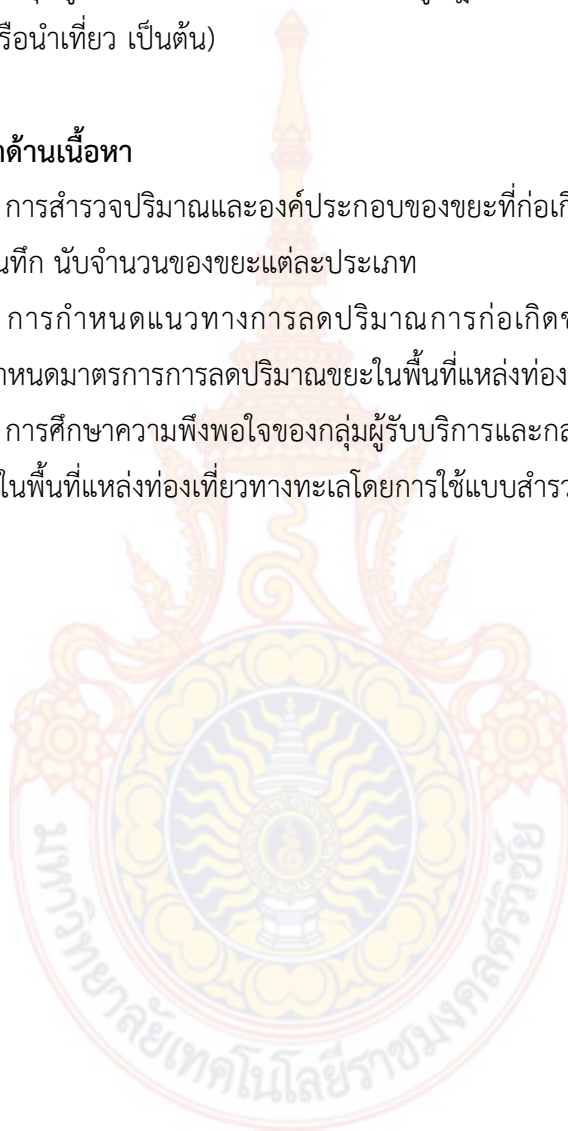 รือนำเที่ยว เป็นต้น)
ด้านเนื้อหา
การสำรวจปริมาณและองค์ประกอบของขยะที่ก่อเกิ
นทึก นับจำนวนของขยะแต่ละประเภท
การกำหนดแนวทางการลดปริมาณการก่อเกิดข
าหนดมาตรการการลดปริมาณขยะในพื้นที่แหล่งท่อง
การศึกษาความพึงพอใจของกลุ่มผู้รับบริการและกล
ในพื้นที่แหล่งท่องเที่ยวทางทะเลโดยการใช้แบบสำรว
มหาวิทยาลัยเทคโนโลยีราชมงคลศรีวิชัย